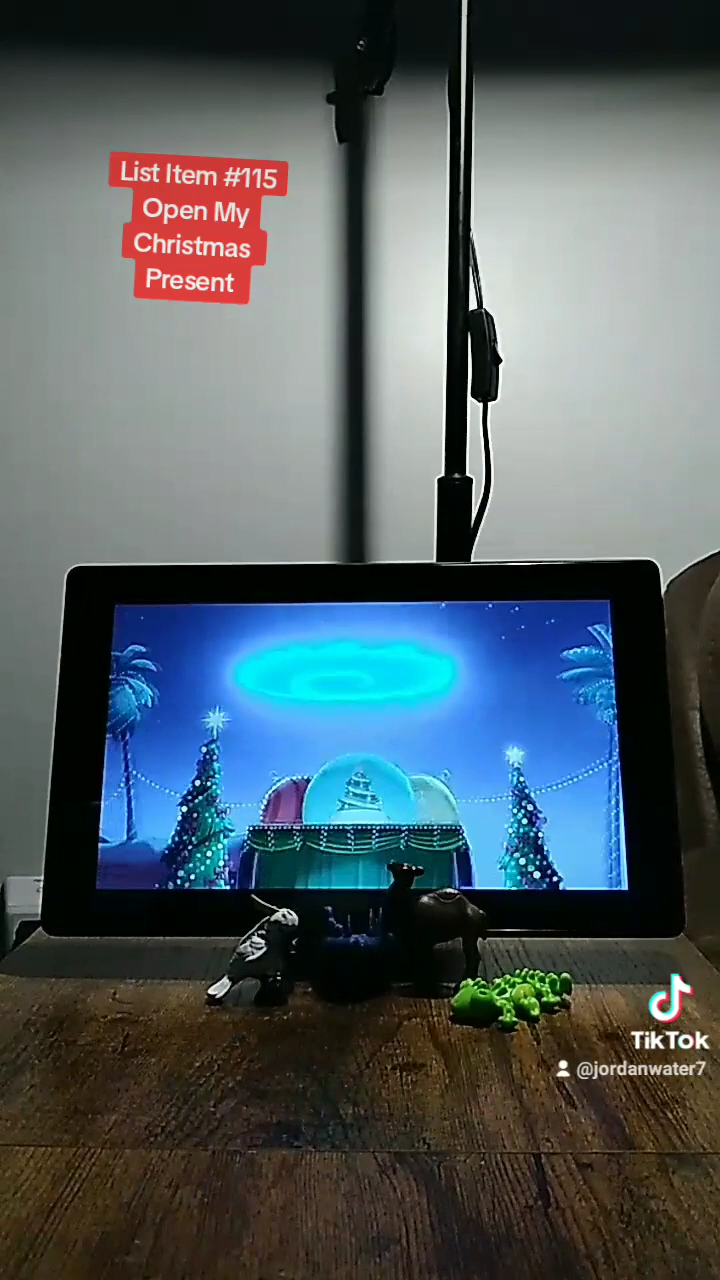 List Item #115
Open My
Christmas
Present
TikTok
@jordanwater7